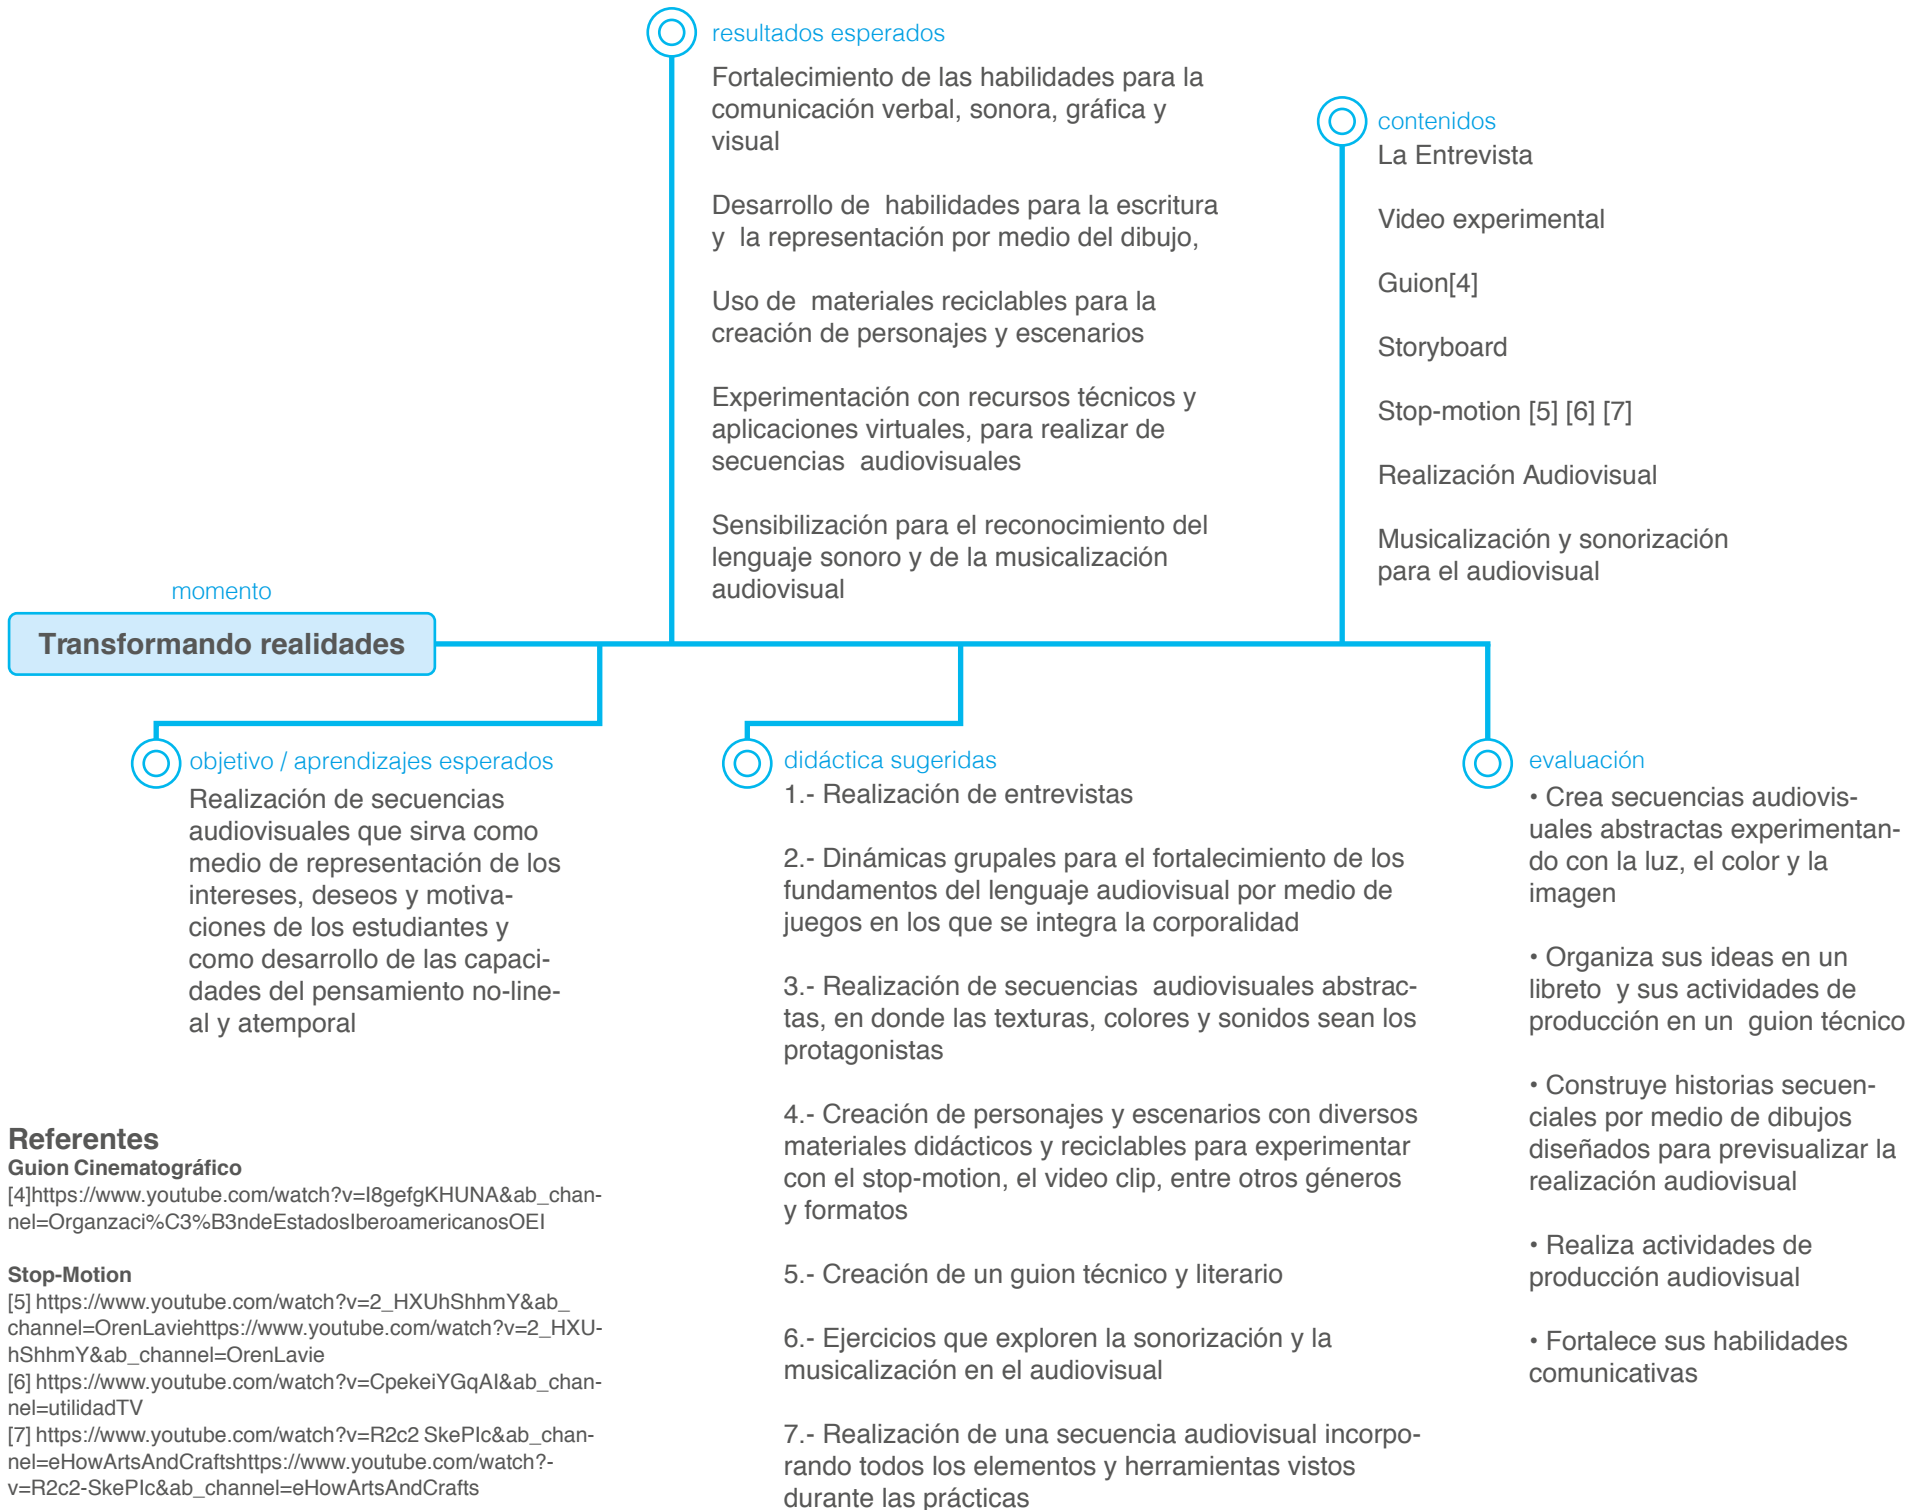 resultados esperados
Fortalecimiento de las habilidades para la
comunicación verbal, sonora, gráfica y
visual
Desarrollo de  habilidades para la escritura
y  la representación por medio del dibujo,
Uso de  materiales reciclables para la
creación de personajes y escenarios
Experimentación con recursos técnicos y
aplicaciones virtuales, para realizar de
secuencias  audiovisuales
Sensibilización para el reconocimiento del
lenguaje sonoro y de la musicalización
audiovisual
contenidos
La Entrevista
Video experimental
Guion[4]
Storyboard
Stop-motion [5] [6] [7]
Realización Audiovisual
Musicalización y sonorización
para el audiovisual
momento
Transformando realidades
objetivo / aprendizajes esperados
Realización de secuencias
audiovisuales que sirva como
medio de representación de los
intereses, deseos y motiva-
ciones de los estudiantes y
como desarrollo de las capaci-
dades del pensamiento no-line-
al y atemporal
didáctica sugeridas
1.- Realización de entrevistas
2.- Dinámicas grupales para el fortalecimiento de los
fundamentos del lenguaje audiovisual por medio de
juegos en los que se integra la corporalidad
3.- Realización de secuencias  audiovisuales abstrac-
tas, en donde las texturas, colores y sonidos sean los
protagonistas
4.- Creación de personajes y escenarios con diversos
materiales didácticos y reciclables para experimentar
con el stop-motion, el video clip, entre otros géneros
y formatos
5.- Creación de un guion técnico y literario
6.- Ejercicios que exploren la sonorización y la
musicalización en el audiovisual
7.- Realización de una secuencia audiovisual incorpo-
rando todos los elementos y herramientas vistos
durante las prácticas
evaluación
• Crea secuencias audiovis-
uales abstractas experimentan-
do con la luz, el color y la
imagen
• Organiza sus ideas en un
libreto  y sus actividades de
producción en un  guion técnico
• Construye historias secuen-
ciales por medio de dibujos
diseñados para previsualizar la
realización audiovisual
• Realiza actividades de
producción audiovisual
• Fortalece sus habilidades
comunicativas
Referentes
Guion Cinematográfico
[4]https://www.youtube.com/watch?v=I8gefgKHUNA&ab_chan-
nel=Organzaci%C3%B3ndeEstadosIberoamericanosOEI
Stop-Motion
[5] https://www.youtube.com/watch?v=2_HXUhShhmY&ab_
channel=OrenLaviehttps://www.youtube.com/watch?v=2_HXU-
hShhmY&ab_channel=OrenLavie
[6] https://www.youtube.com/watch?v=CpekeiYGqAI&ab_chan-
nel=utilidadTV
[7] https://www.youtube.com/watch?v=R2c2 SkePIc&ab_chan-
nel=eHowArtsAndCraftshttps://www.youtube.com/watch?-
v=R2c2-SkePIc&ab_channel=eHowArtsAndCrafts